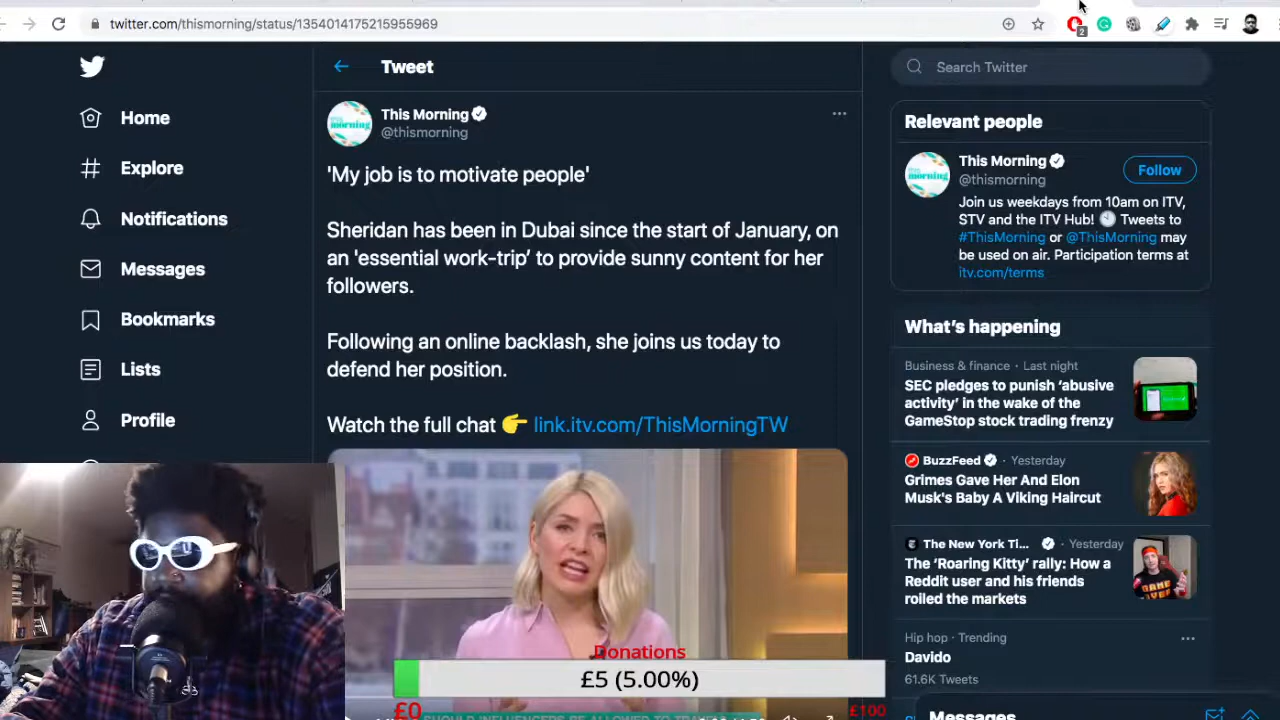 twitter.com/thismorning/status/1354014175215955969
2
Home
Explore
Notifications
Messages
Bookmarks
Lists
Profile
Tweet
This Morning
@thismorning
'My job is to motivate people'
Sheridan has been in Dubai since the start of January, on
an 'essential work-trip’ to provide sunny content for her
followers.
Following an online backlash, she joins us today to
defend her position.
Watch the full chat 👉 link.itv.com/ThisMorningTW
Donations
£5 (5.00%)
£0
£100
Search Twitter
Relevant people
This Morning
@thismorning
Follow
Join us weekdays from 10am on ITV,
STV and the ITV Hub! 🕙 Tweets to
#ThisMorning or @ThisMorning may
be used on air. Participation terms at
itv.com/terms
What’s happening
Business & finance · Last night
SEC pledges to punish ‘abusive
activity’ in the wake of the
GameStop stock trading frenzy
BuzzFeed · Yesterday
Grimes Gave Her And Elon
Musk's Baby A Viking Haircut
The New York Ti... · Yesterday
The ‘Roaring Kitty’ rally: How a
Reddit user and his friends
roiled the markets
Hip hop · Trending
Davido
61.6K Tweets
Messages